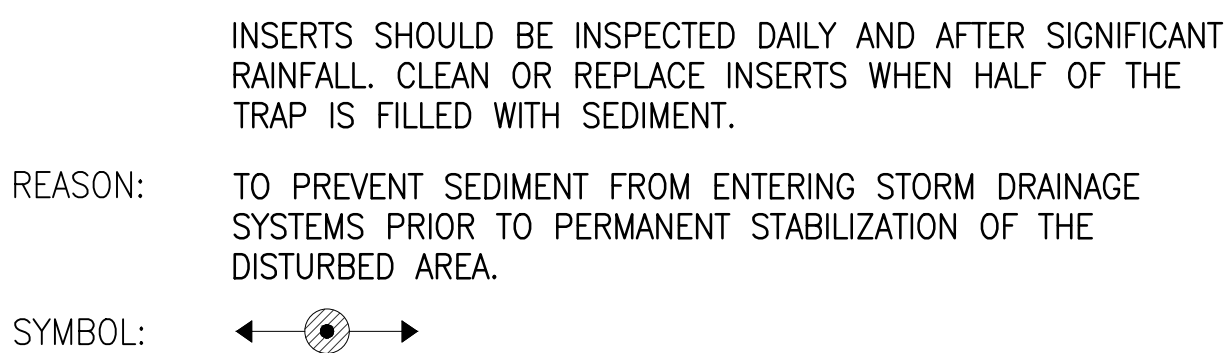 INSERTS SHOULD BE INSPECTED DAILY AND AFTER SIGNIFICANT
RAINFALL. CLEAN OR REPLACE INSERTS WHEN HALF OF THE
TRAP IS FILLED WITH SEDIMENT.
REASON: TO PREVENT SEDIMENT FROM ENTERING STORM DRAINAGE
SYSTEMS PRIOR TO PERMANENT STABILIZATION OF THE
DISTURBED AREA.
SYMBOL: